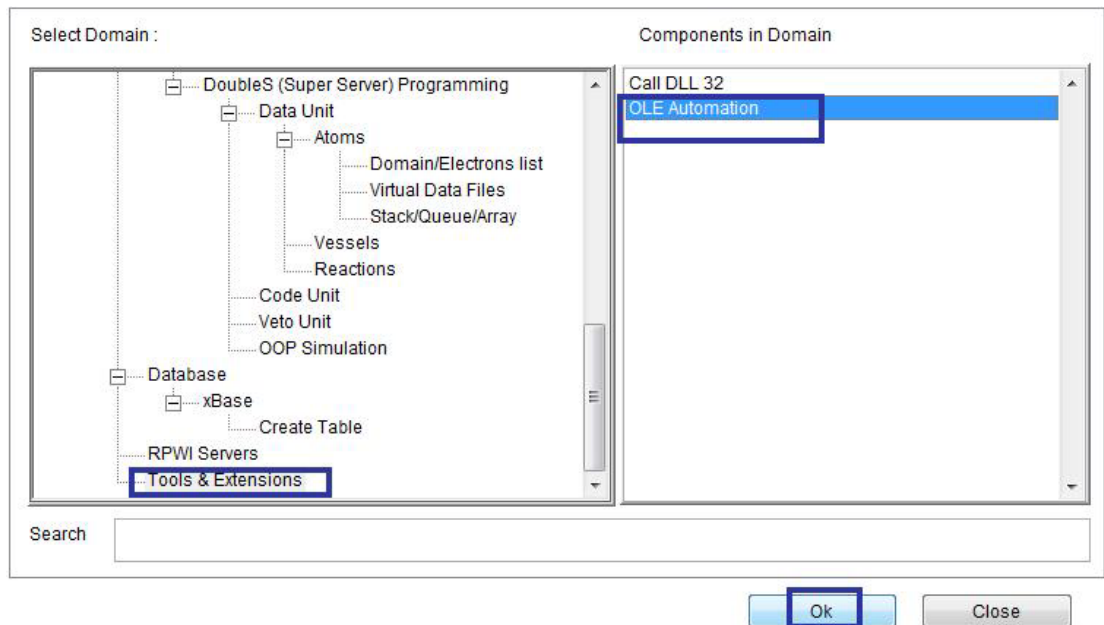 Select Domain :
Components in Domain
DoubleS (Super Server) Programming
Data Unit
Atoms
Domain/Electrons list
Virtual Data Files
Stack/Queue/Array
Vessels
Reactions
Code Unit
Veto Unit
OOP Simulation
Database
xBase
Create Table
RPWI Servers
Tools & Extensions
Call DLL 32
OLE Automation
Search
Ok
Close